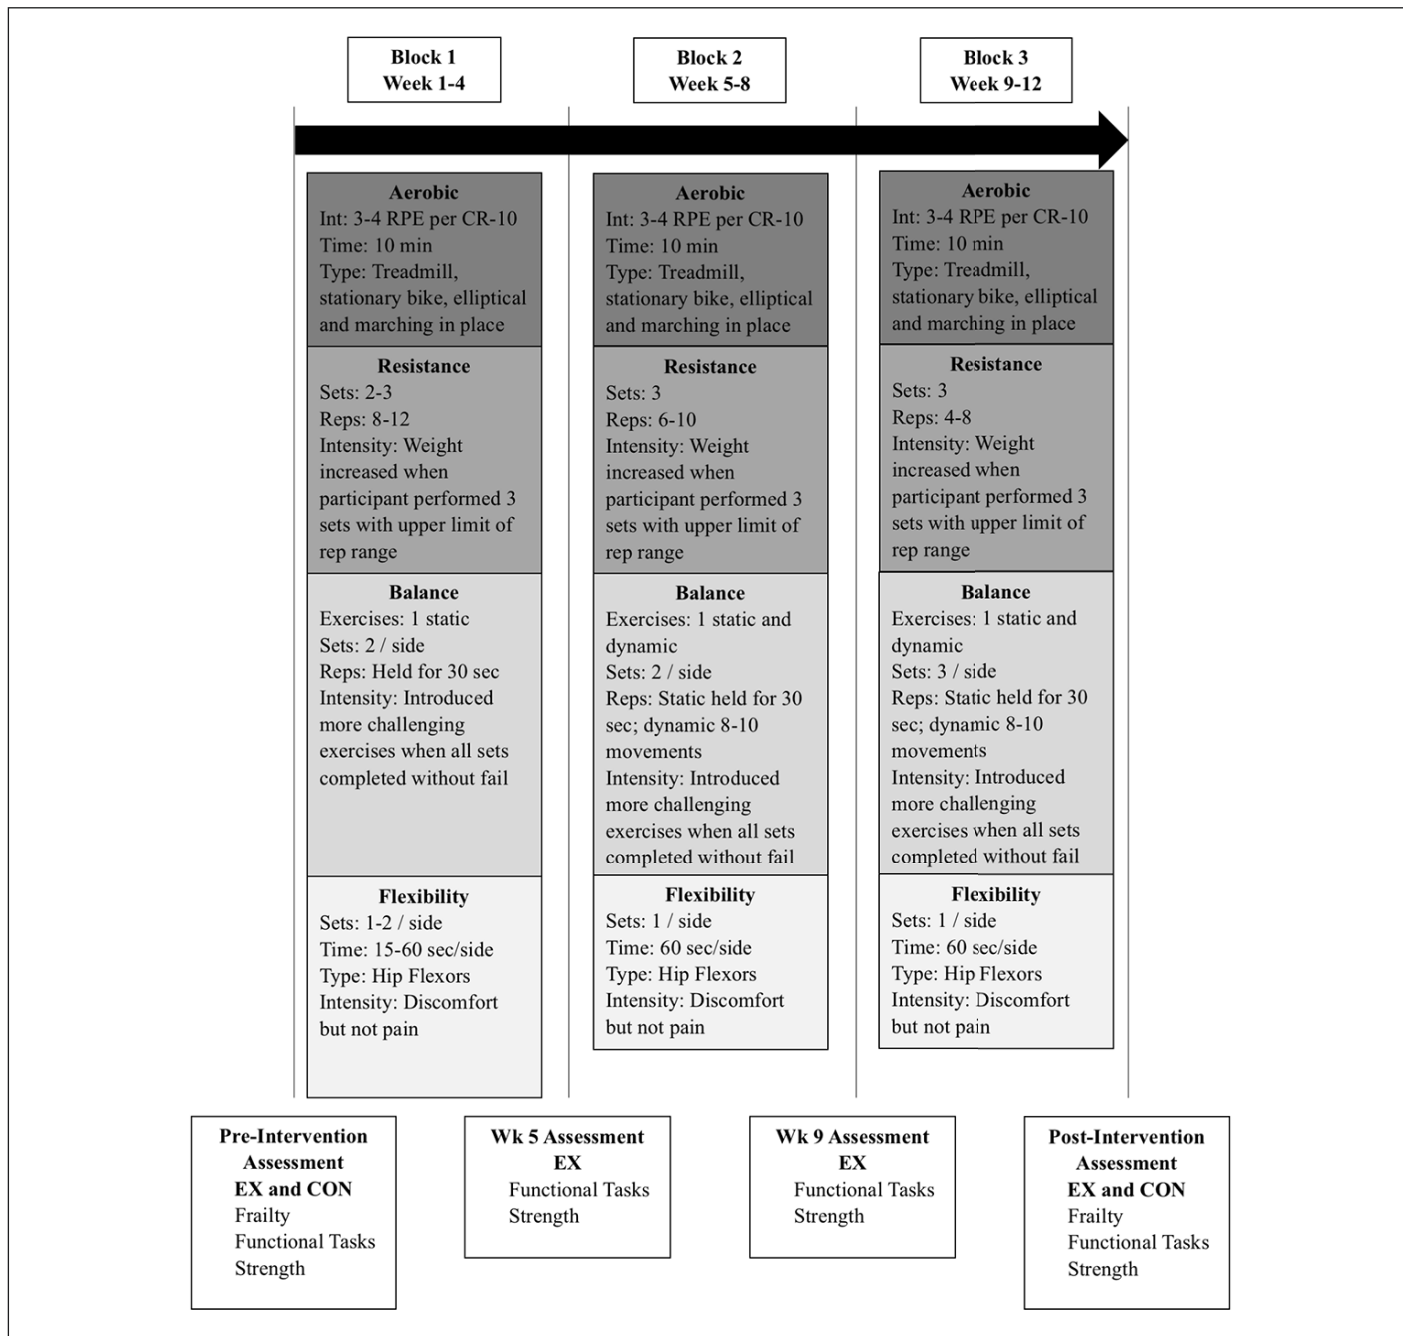 Block 1
Week 1-4
Block 2
Week 5-8
Block 3
Week 9-12
Aerobic
Int: 3-4 RPE per CR-10
Time: 10 min
Type: Treadmill,
stationary bike, elliptical
and marching in place
Resistance
Sets: 2-3
Reps: 8-12
Intensity: Weight
increased when
participant performed 3
sets with upper limit of
rep range
Balance
Exercises: 1 static
Sets: 2 / side
Reps: Held for 30 sec
Intensity: Introduced
more challenging
exercises when all sets
completed without fail
Flexibility
Sets: 1-2 / side
Time: 15-60 sec/side
Type: Hip Flexors
Intensity: Discomfort
but not pain
Aerobic
Int: 3-4 RPE per CR-10
Time: 10 min
Type: Treadmill,
stationary bike, elliptical
and marching in place
Resistance
Sets: 3
Reps: 6-10
Intensity: Weight
increased when
participant performed 3
sets with upper limit of
rep range
Balance
Exercises: 1 static and
dynamic
Sets: 2 / side
Reps: Static held for 30
sec; dynamic 8-10
movements
Intensity: Introduced
more challenging
exercises when all sets
completed without fail
Flexibility
Sets: 1 / side
Time: 60 sec/side
Type: Hip Flexors
Intensity: Discomfort
but not pain
Aerobic
Int: 3-4 RPE per CR-10
Time: 10 min
Type: Treadmill,
stationary bike, elliptical
and marching in place
Resistance
Sets: 3
Reps: 4-8
Intensity: Weight
increased when
participant performed 3
sets with upper limit of
rep range
Balance
Exercises: 1 static and
dynamic
Sets: 3 / side
Reps: Static held for 30
sec; dynamic 8-10
movements
Intensity: Introduced
more challenging
exercises when all sets
completed without fail
Flexibility
Sets: 1 / side
Time: 60 sec/side
Type: Hip Flexors
Intensity: Discomfort
but not pain
Pre-Intervention
Assessment
EX and CON
Frailty
Functional Tasks
Strength
Wk 5 Assessment
EX
Functional Tasks
Strength
Wk 9 Assessment
EX
Functional Tasks
Strength
Post-Intervention
Assessment
EX and CON
Frailty
Functional Tasks
Strength